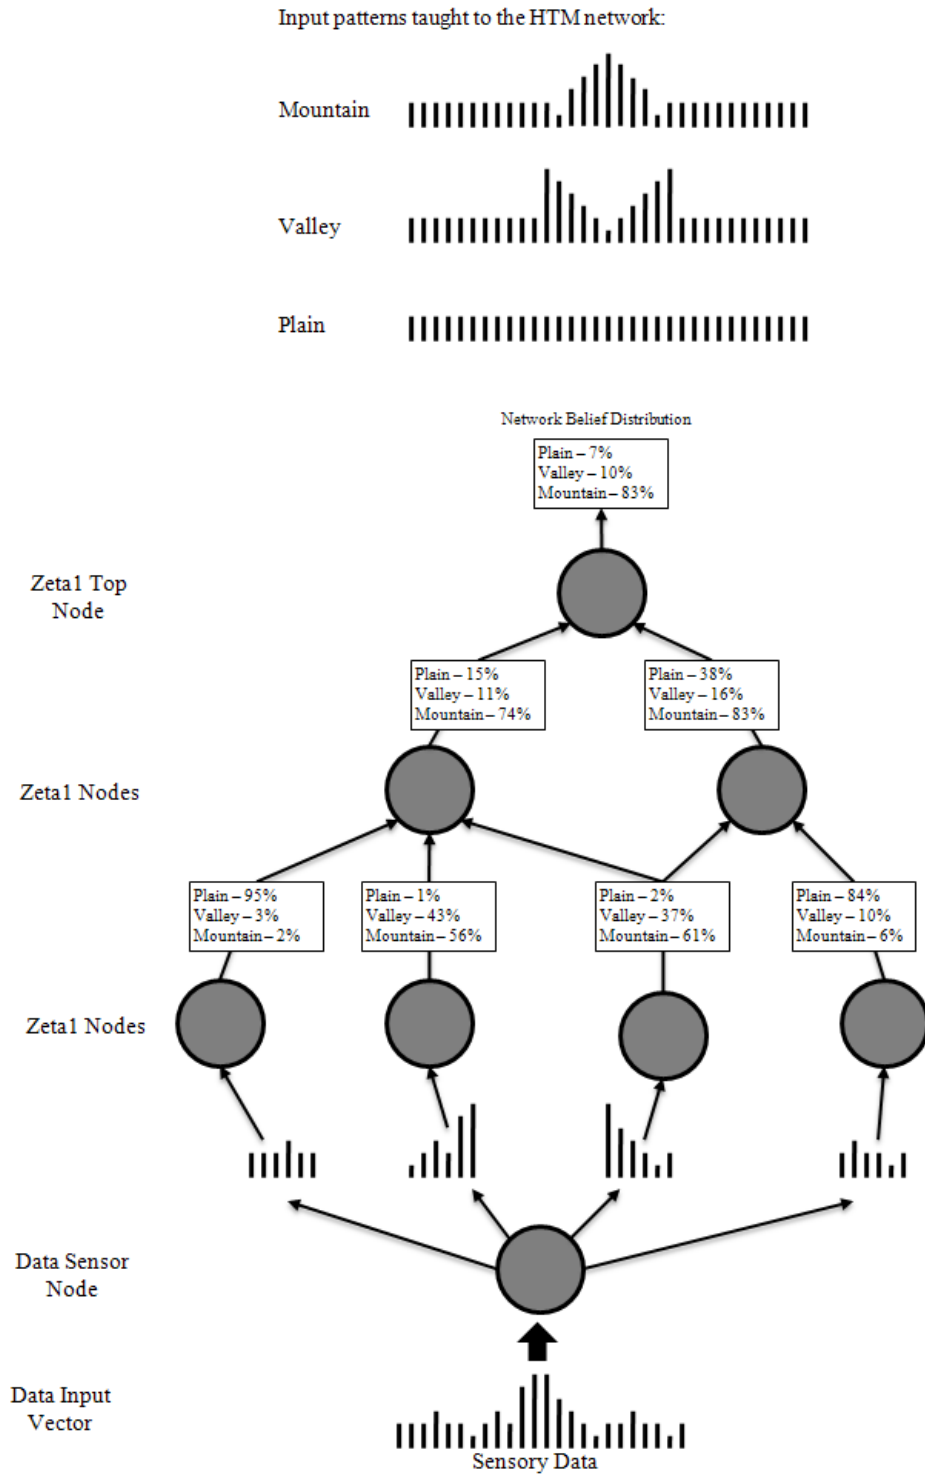 Input patterns taught to the HTM network:
Mountain
Valley
Plain
Network Belief Distribution
Plain – 7%
Valley – 10%
Mountain – 83%
Zeta1 Top
Node
Plain – 15%
Valley – 11%
Mountain – 74%
Plain – 38%
Valley – 16%
Mountain – 83%
Zeta1 Nodes
Plain – 95%
Valley – 3%
Mountain – 2%
Plain – 1%
Valley – 43%
Mountain – 56%
Plain – 2%
Valley – 37%
Mountain – 61%
Plain – 84%
Valley – 10%
Mountain – 6%
Zeta1 Nodes
Data Sensor
Node
Data Input
Vector
Sensory Data